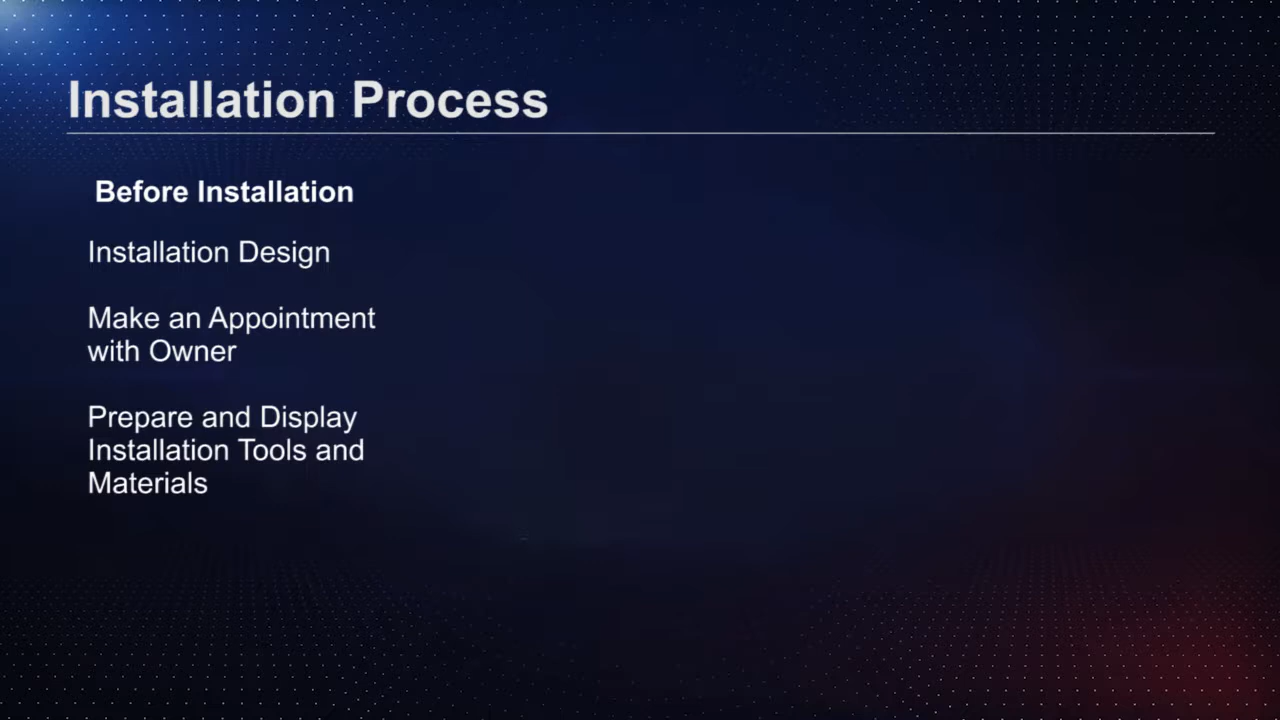 Installation Process
Before Installation
Installation Design
Make an Appointment
with Owner
Prepare and Display
Installation Tools and
Materials